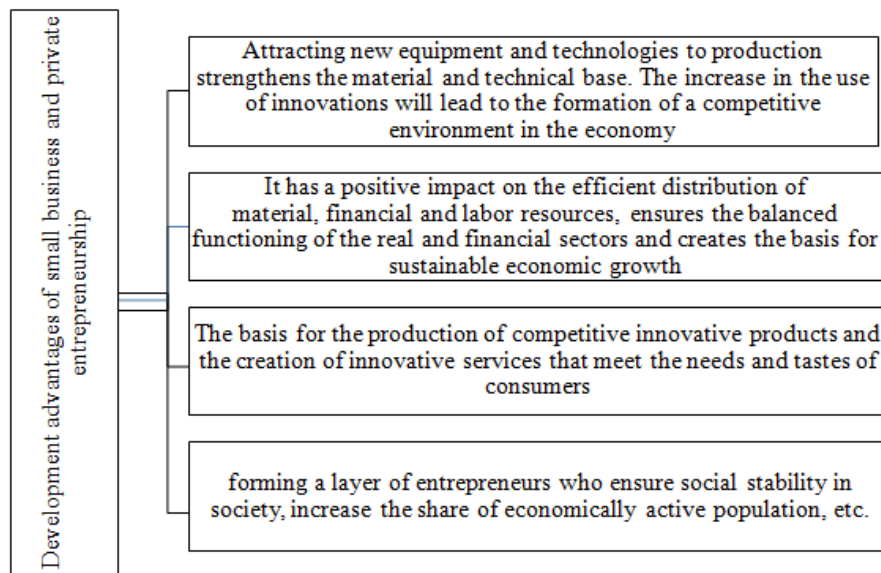 Development advantages of small business and private
entrepreneurship
Attracting new equipment and technologies to production
strengthens the material and technical base. The increase in the use
of innovations will lead to the formation of a competitive
environment in the economy
It has a positive impact on the efficient distribution of
material, financial and labor resources, ensures the balanced
functioning of the real and financial sectors and creates the basis for
sustainable economic growth
The basis for the production of competitive innovative products and
the creation of innovative services that meet the needs and tastes of
consumers
forming a layer of entrepreneurs who ensure social stability in
society, increase the share of economically active population, etc.